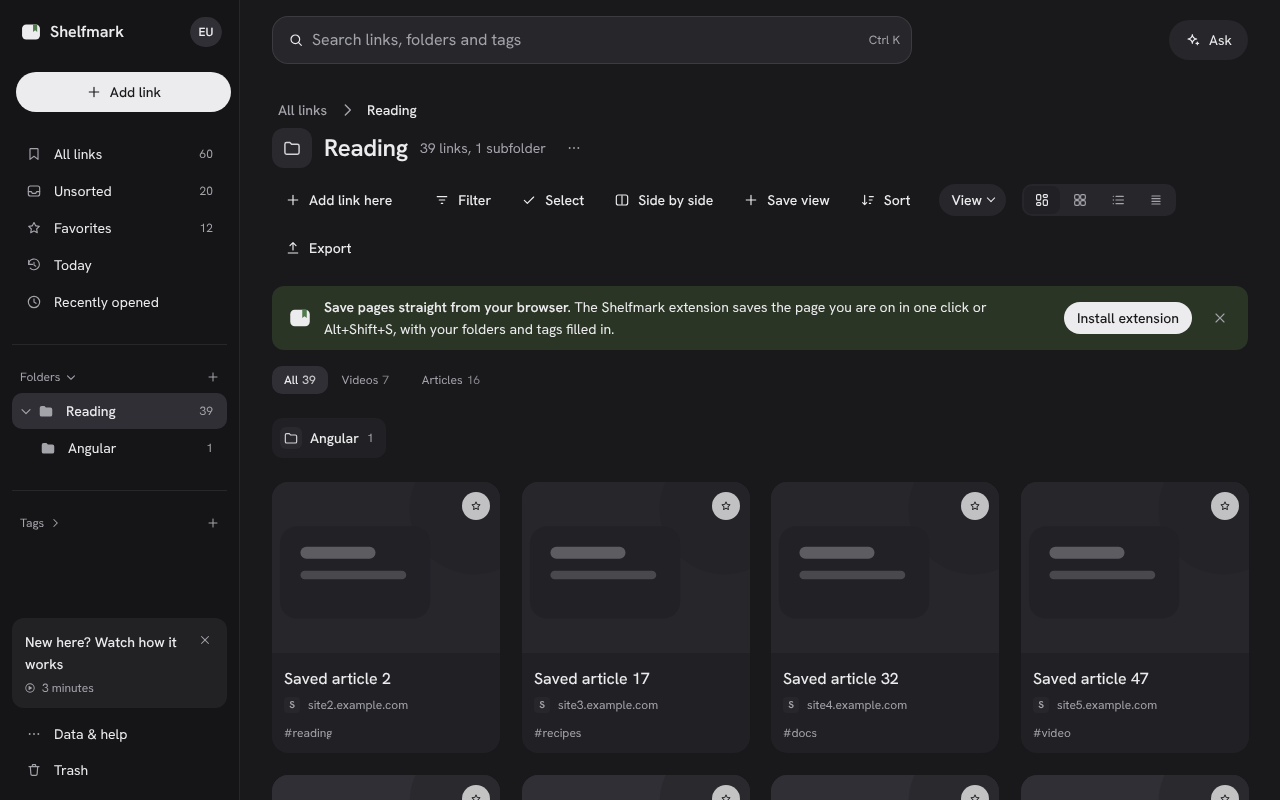 Shelfmark
EU
Add link
All links 60
Unsorted 20
Favorites 12
Today
Recently opened
Folders
Reading 39
Angular 1
Tags
New here? Watch how it
works
3 minutes
Data & help
Trash
Search links, folders and tags Ctrl K
Ask
All links Reading
Reading 39 links, 1 subfolder ...
Add link here Filter Select Side by side Save view Sort View
Export
Save pages straight from your browser. The Shelfmark extension saves the page you are on in one click or
Alt+Shift+S, with your folders and tags filled in.
Install extension
All 39 Videos 7 Articles 16
Angular 1
Saved article 2
S site2.example.com
#reading
Saved article 17
S site3.example.com
#recipes
Saved article 32
S site4.example.com
#docs
Saved article 47
S site5.example.com
#video